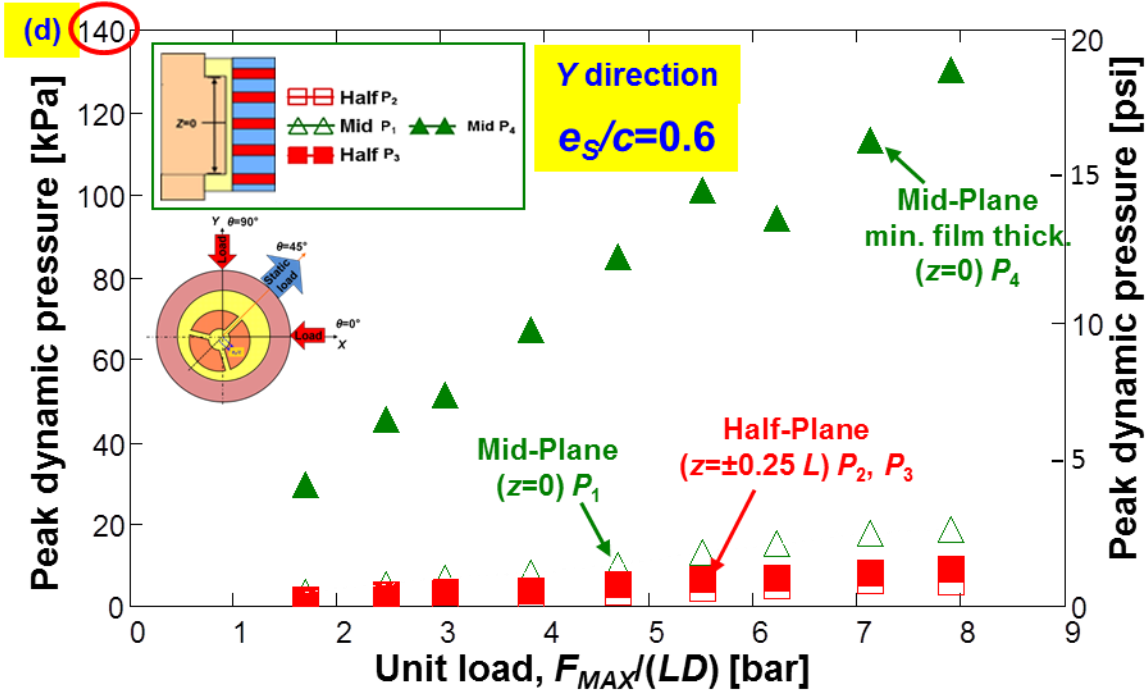 (d)
140
120
100
80
60
40
20
0
Peak dynamic pressure [kPa]
Z=0
Half P₂
Mid P₁
Mid P₄
Half P₃
Y direction
eS/c=0.6
Y θ=90°
Load
θ=45°
Static load
θ=0°
Load
X
Mid-Plane
min. film thick.
(z=0) P₄
Mid-Plane
(z=0) P₁
Half-Plane
(z=±0.25 L) P₂, P₃
20
15
10
5
0
Peak dynamic pressure [psi]
0 1 2 3 4 5 6 7 8 9
Unit load, FMAX/(LD) [bar]